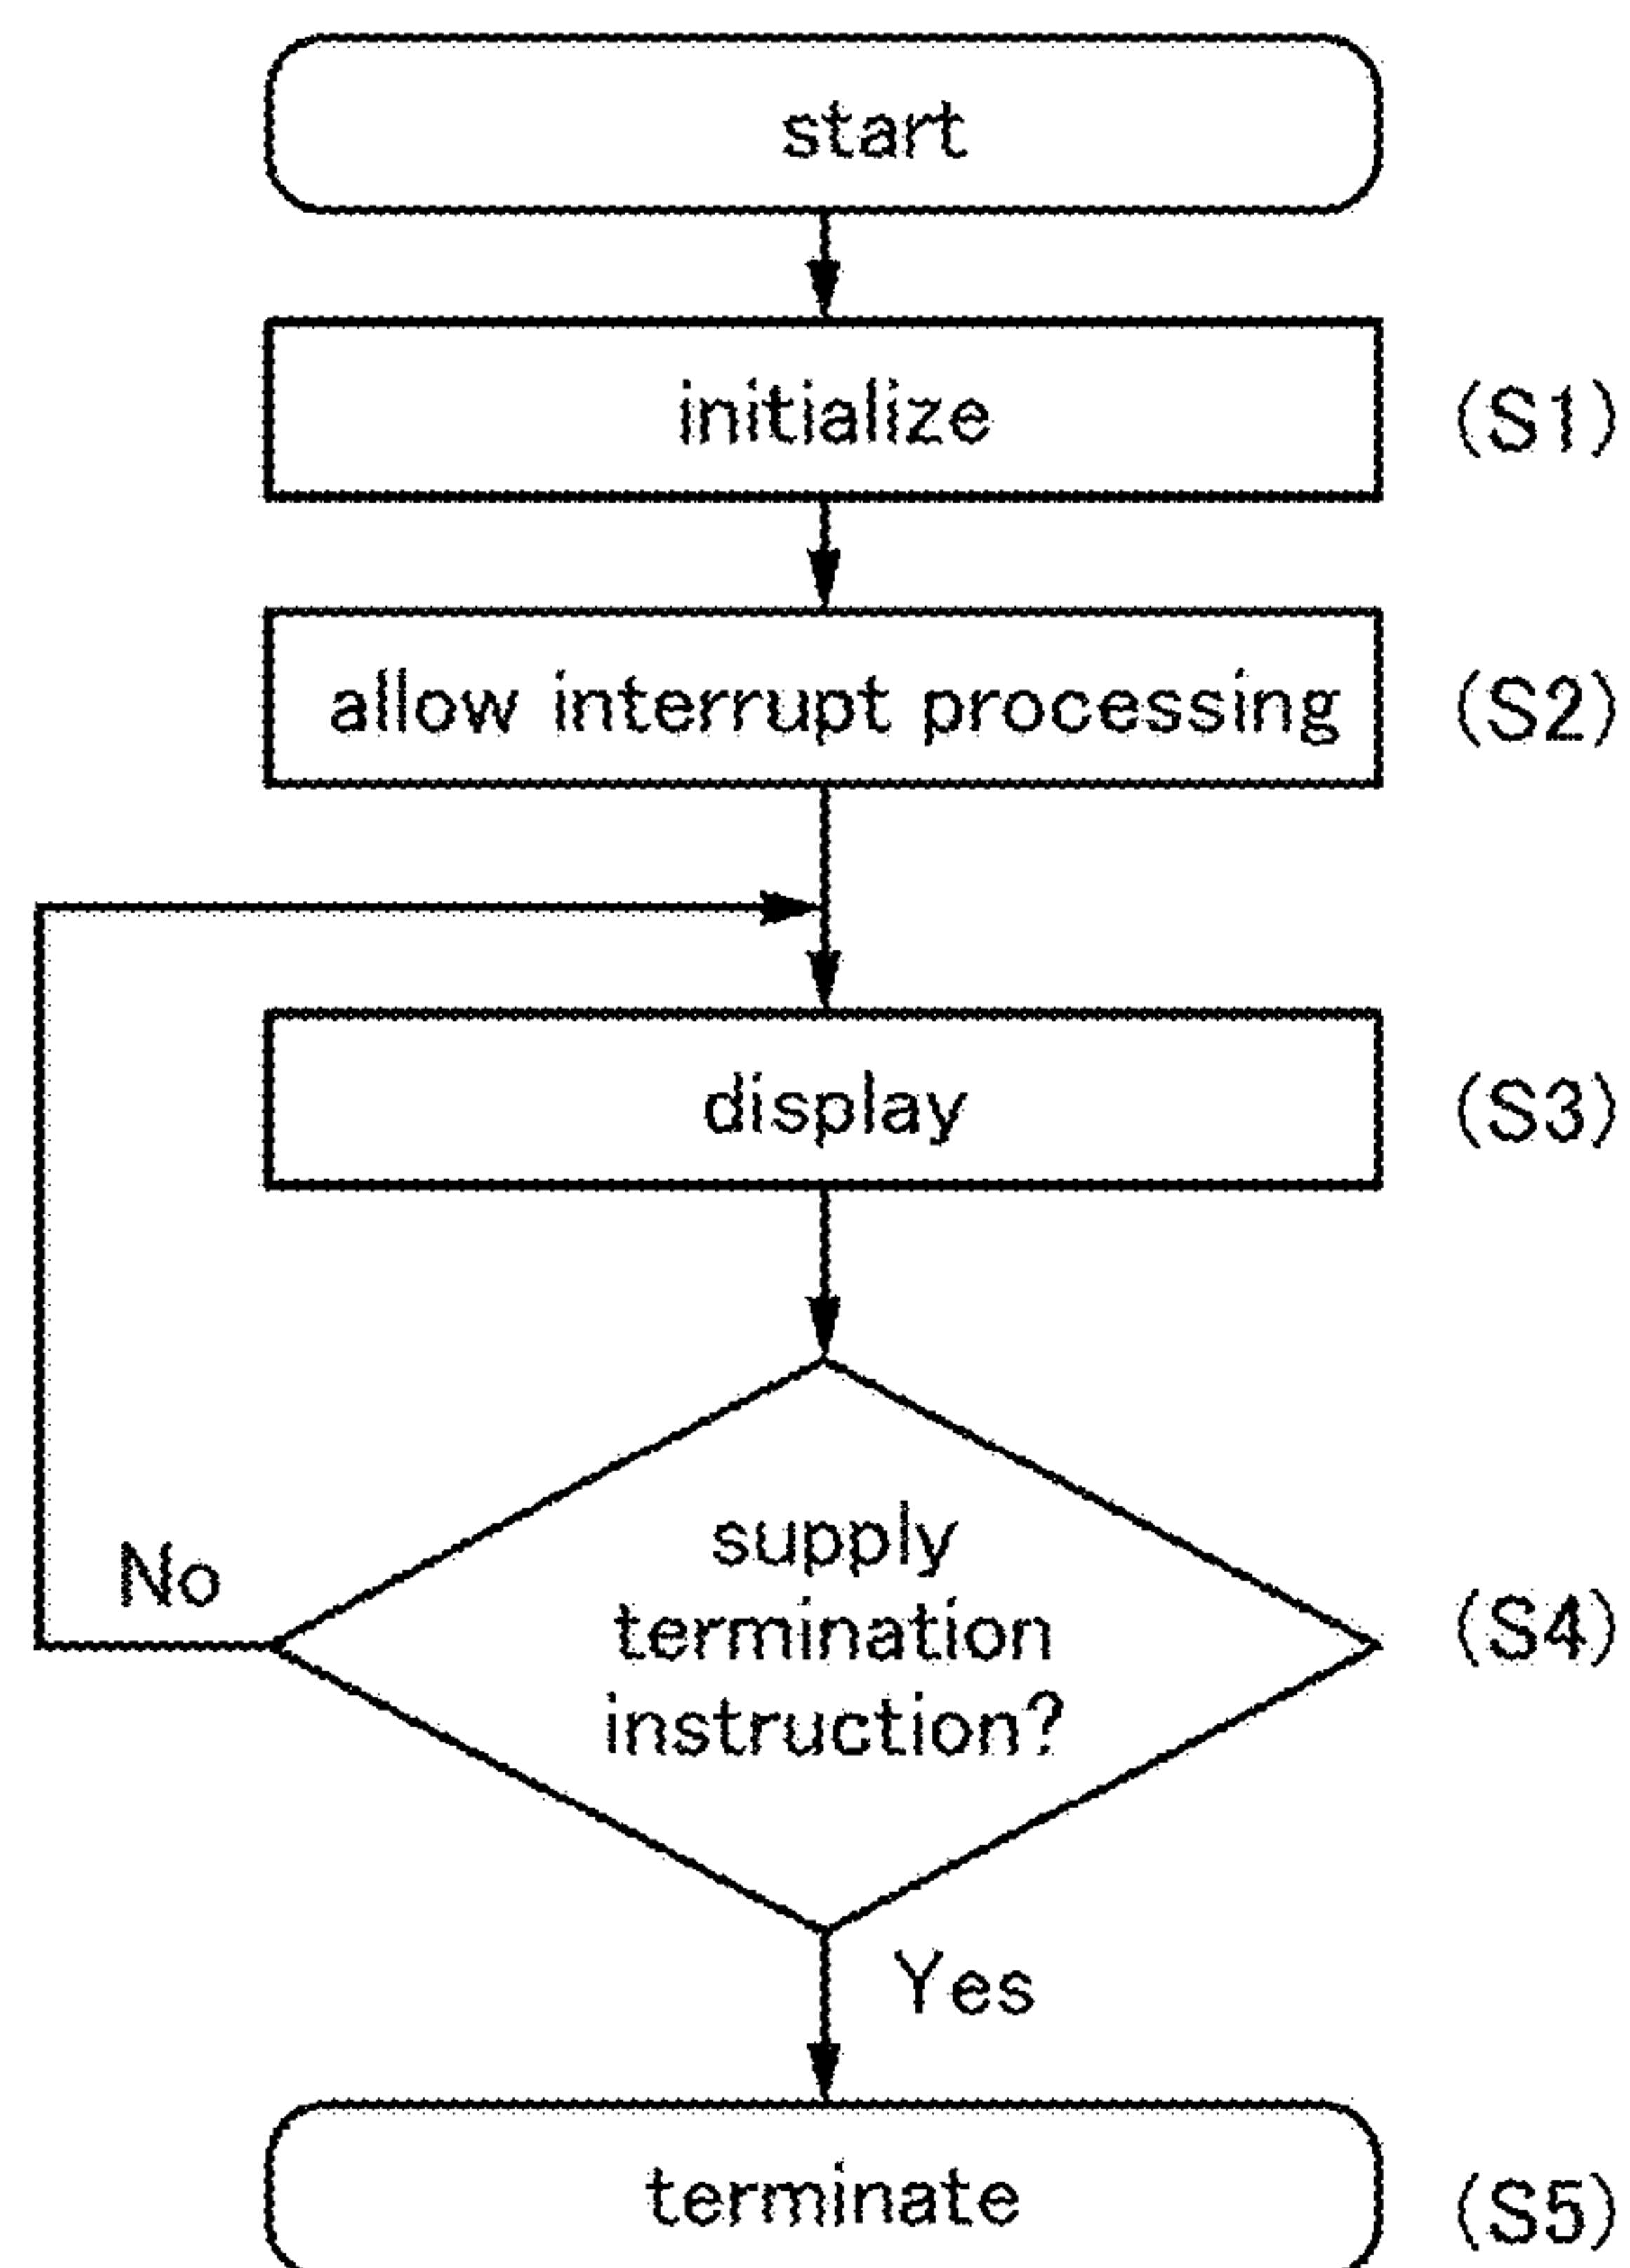 start
initialize
(S1)
allow interrupt processing
(S2)
display
(S3)
supply
termination
instruction?
(S4)
No
Yes
terminate
(S5)